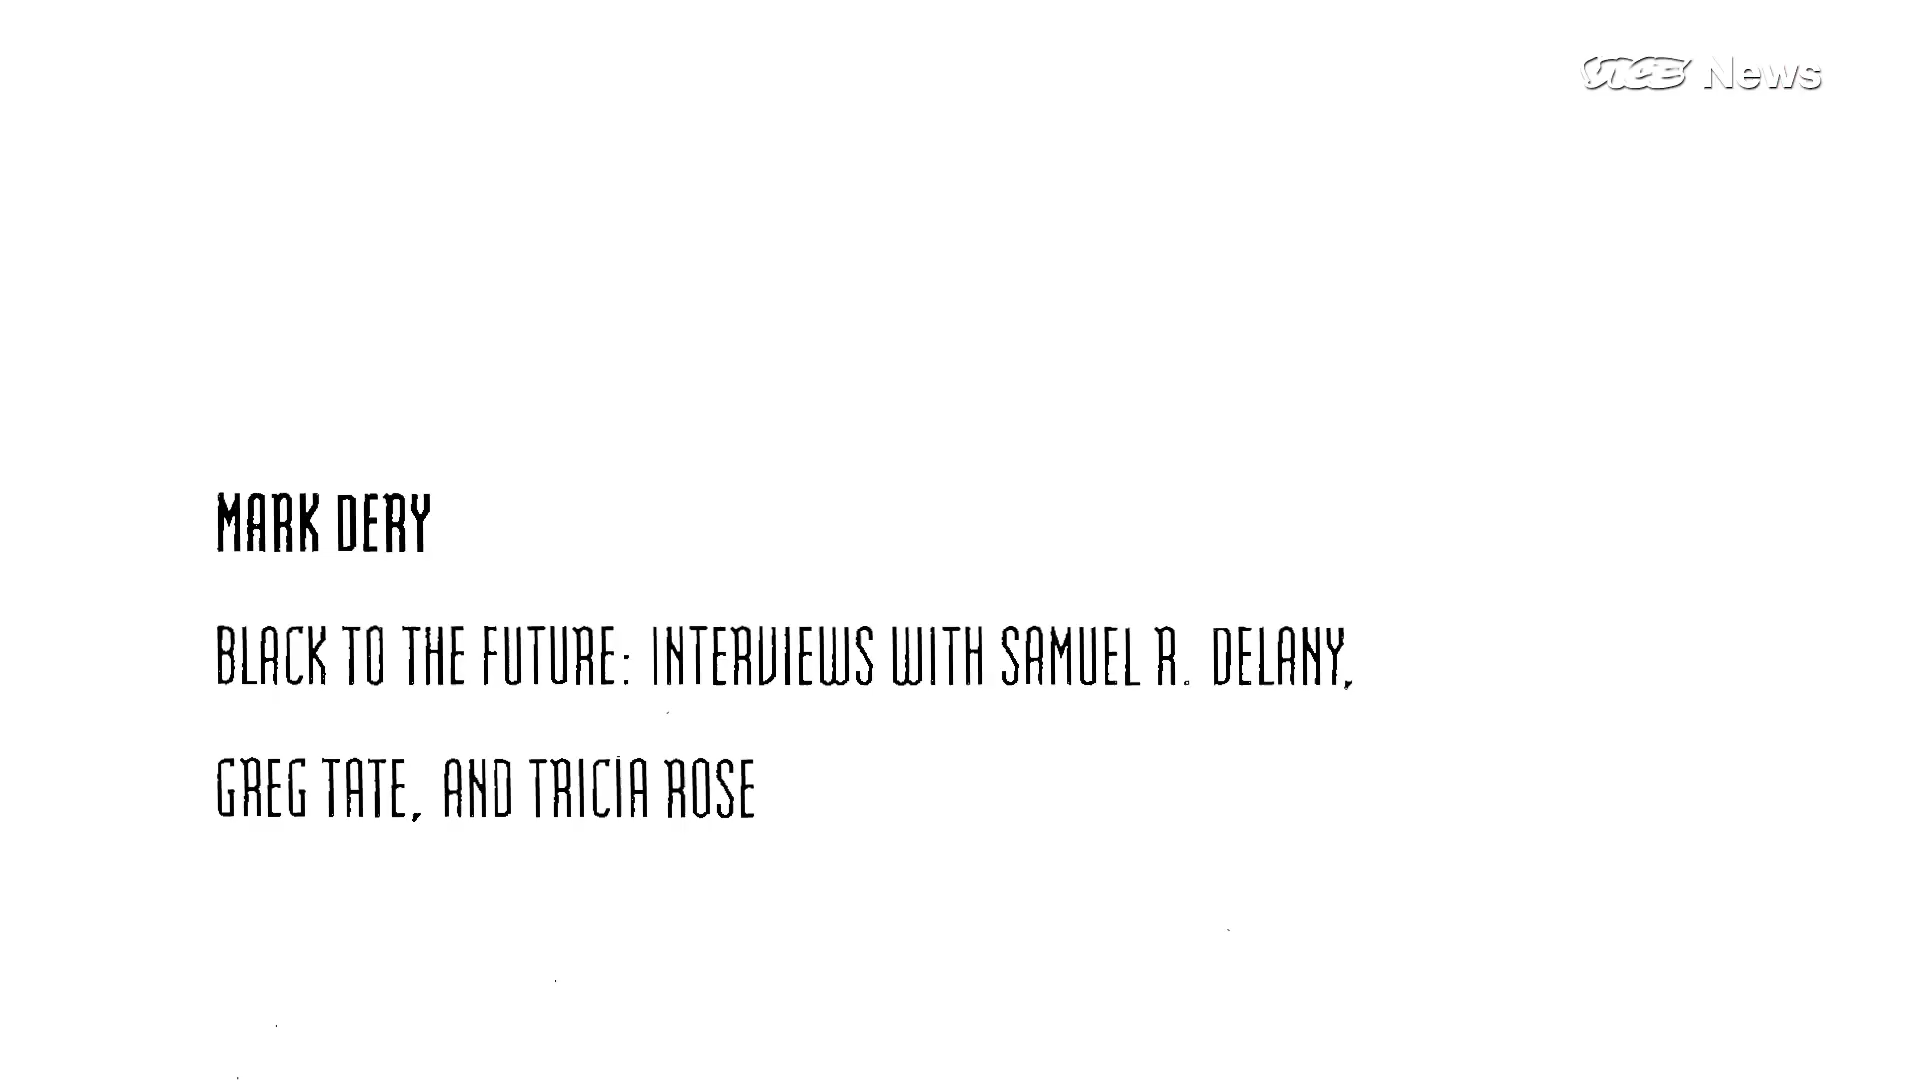 VICE News
MARK DERY
BLACK TO THE FUTURE: INTERVIEWS WITH SAMUEL R. DELANY,
GREG TATE, AND TRICIA ROSE